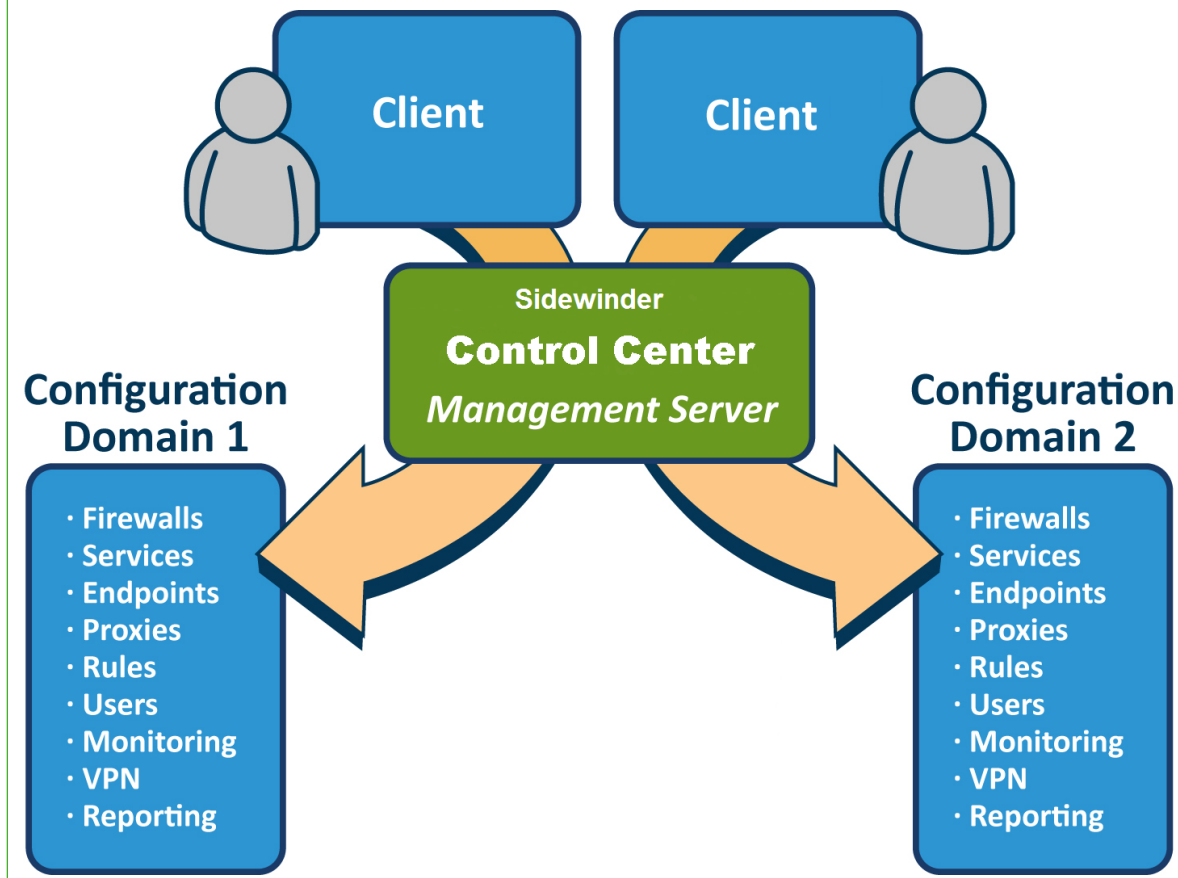 Client
Client
Sidewinder
Control Center
Management Server
Configuration
Domain 1
· Firewalls
· Services
· Endpoints
· Proxies
· Rules
· Users
· Monitoring
· VPN
· Reporting
Configuration
Domain 2
· Firewalls
· Services
· Endpoints
· Proxies
· Rules
· Users
· Monitoring
· VPN
· Reporting